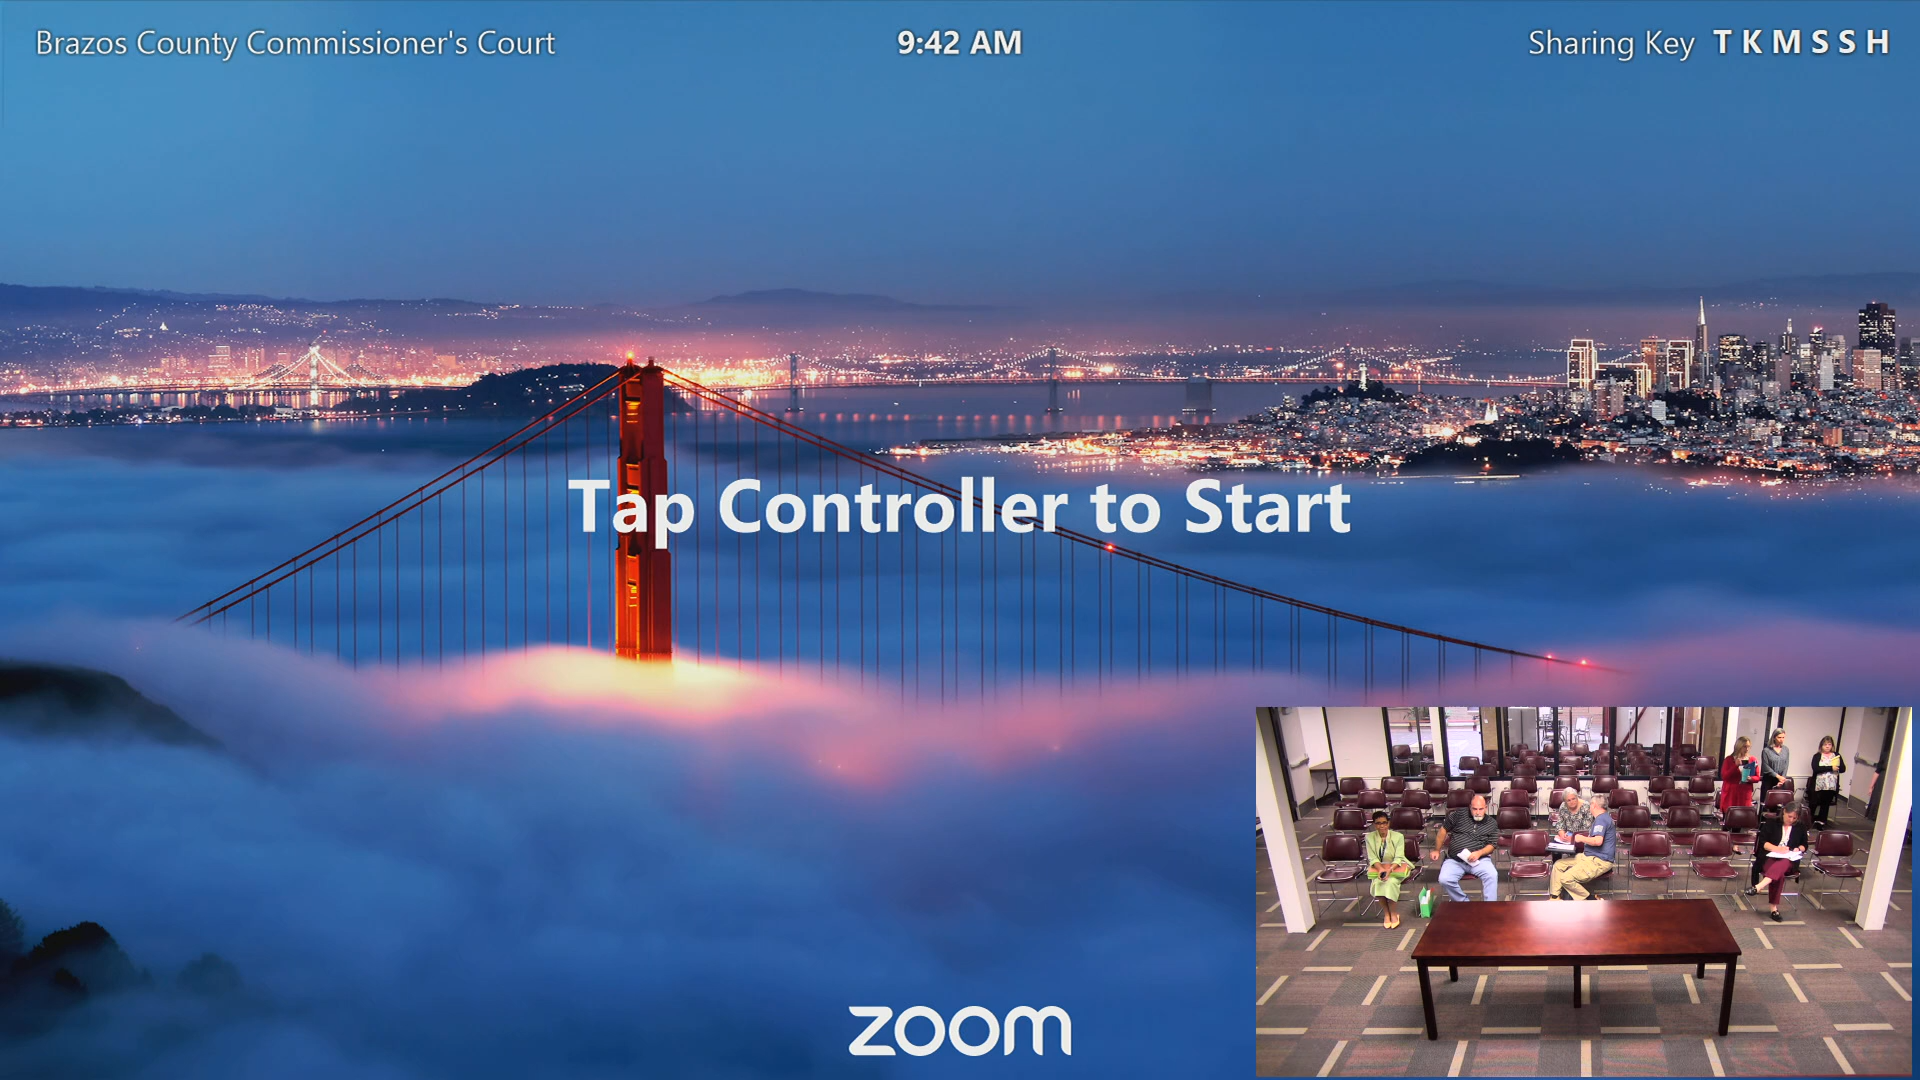 Brazos County Commissioner's Court
9:42 AM
Sharing Key TKMSSH
Tap Controller to Start
zoom